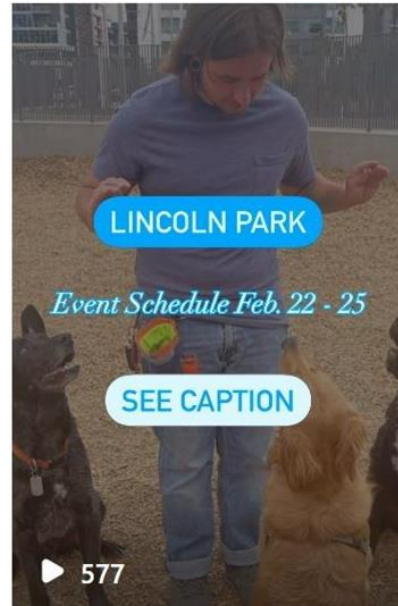 LINCOLN PARK
Event Schedule Feb. 22 - 25
SEE CAPTION
577